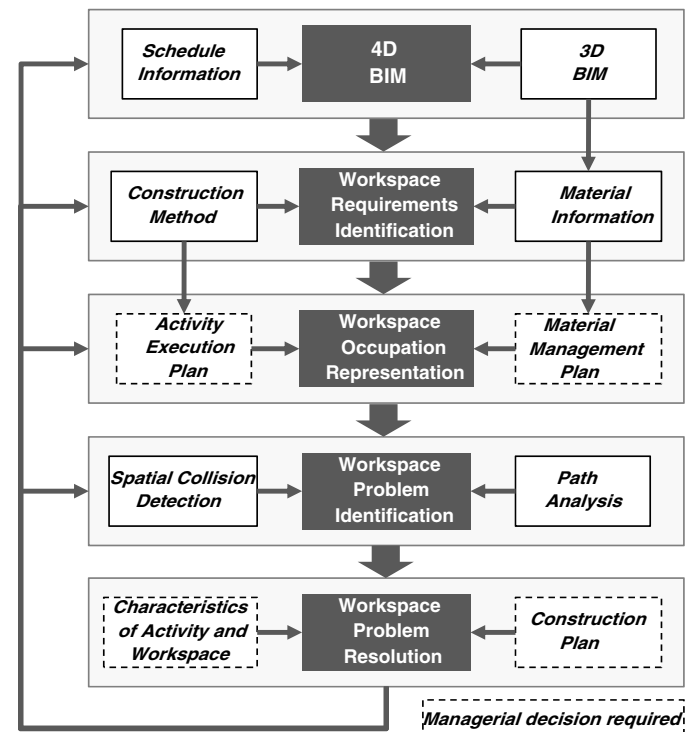 Schedule
Information
4D
BIM
3D
BIM
Construction
Method
Workspace
Requirements
Identification
Material
Information
Activity
Execution
Plan
Workspace
Occupation
Representation
Material
Management
Plan
Spatial Collision
Detection
Workspace
Problem
Identification
Path
Analysis
Characteristics
of Activity and
Workspace
Workspace
Problem
Resolution
Construction
Plan
Managerial decision required